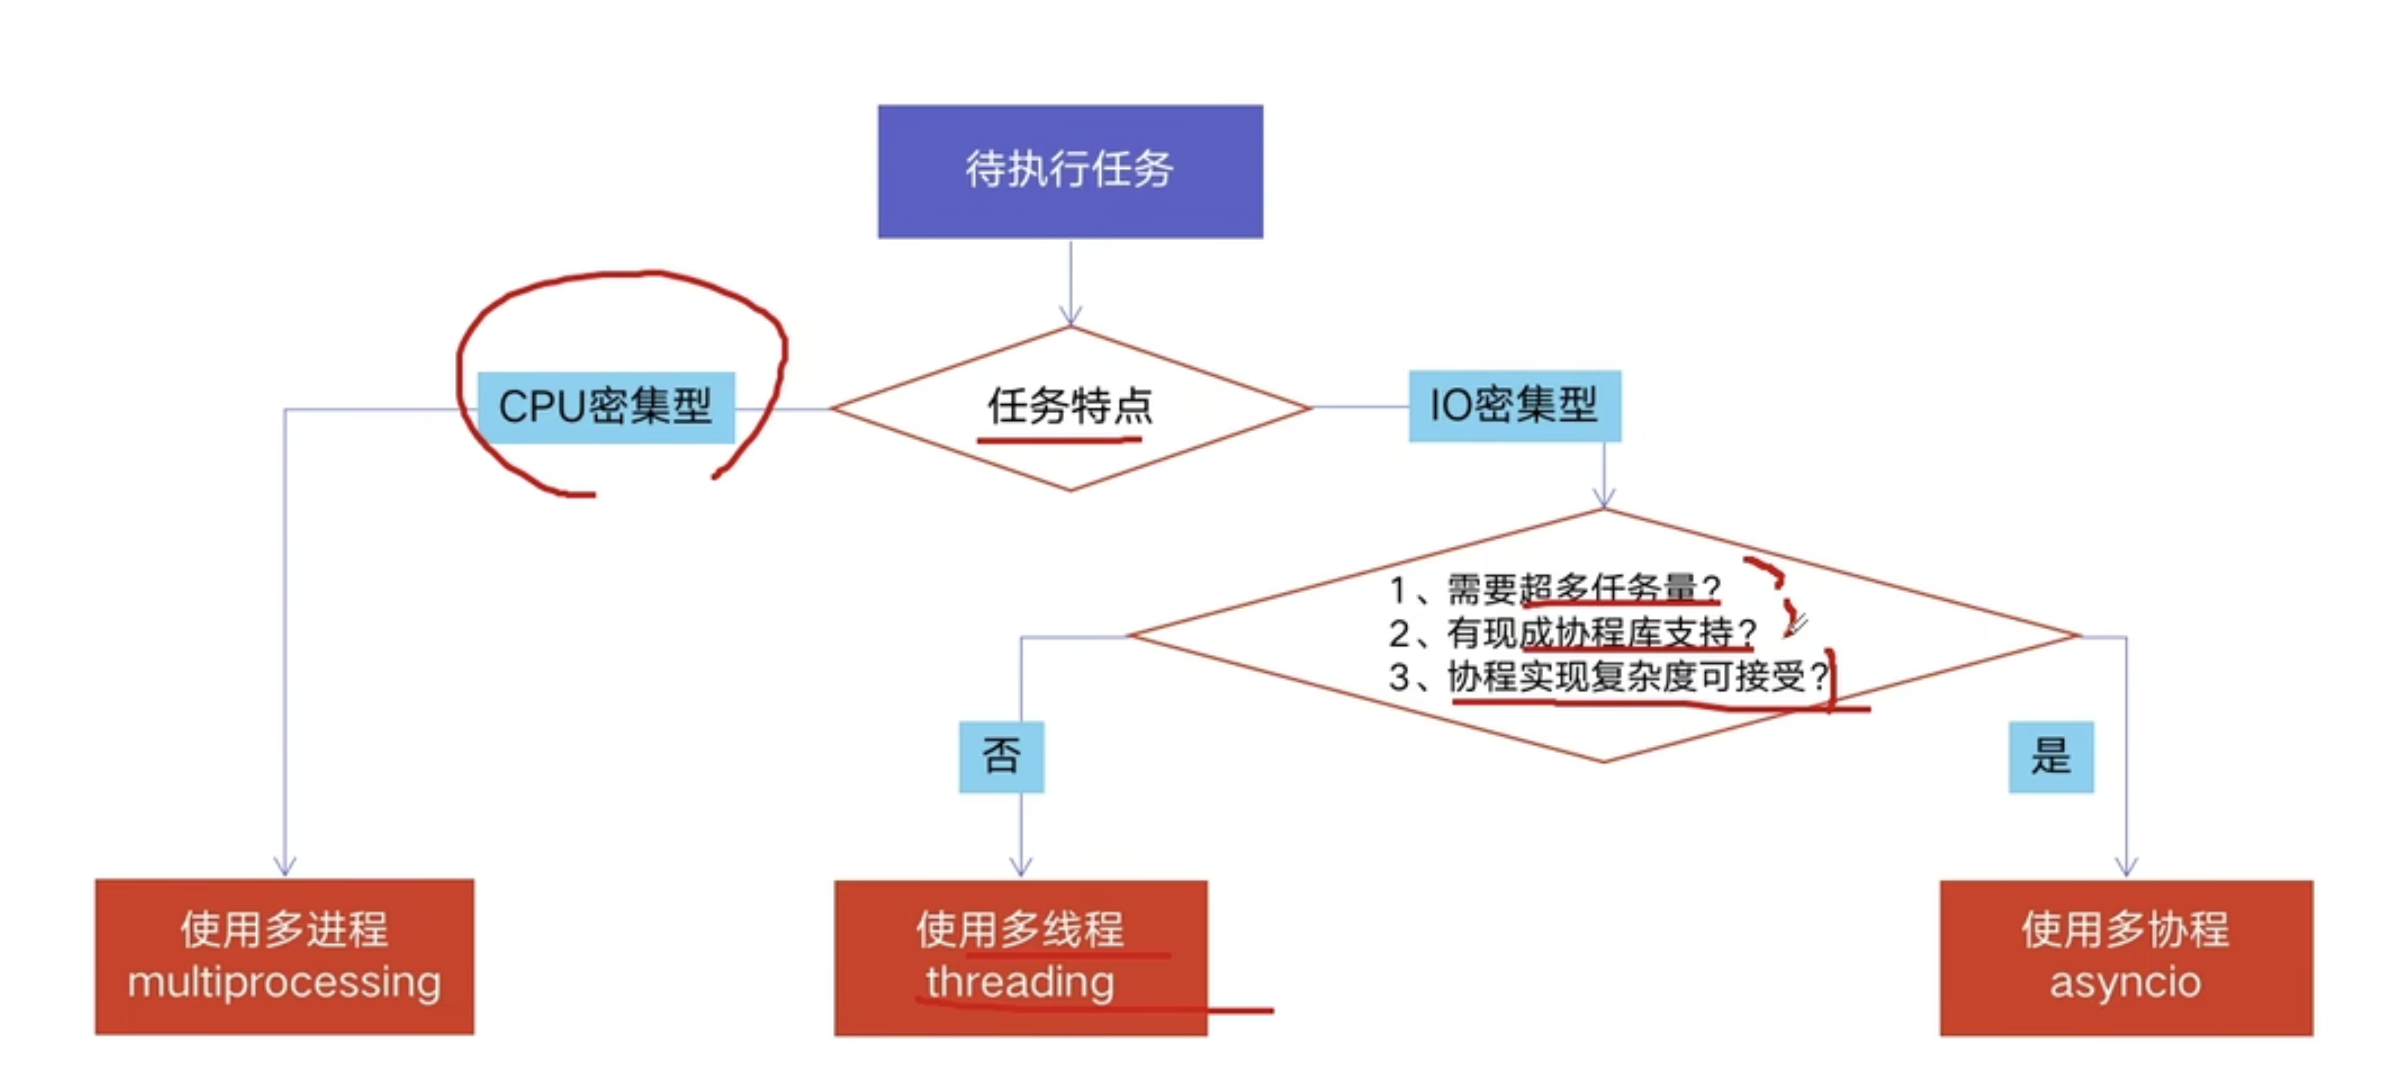 待执行任务
CPU密集型
任务特点
IO密集型
1、需要超多任务量?
2、有现成协程库支持?
3、协程实现复杂度可接受?
否
是
使用多进程
multiprocessing
使用多线程
threading
使用多协程
asyncio